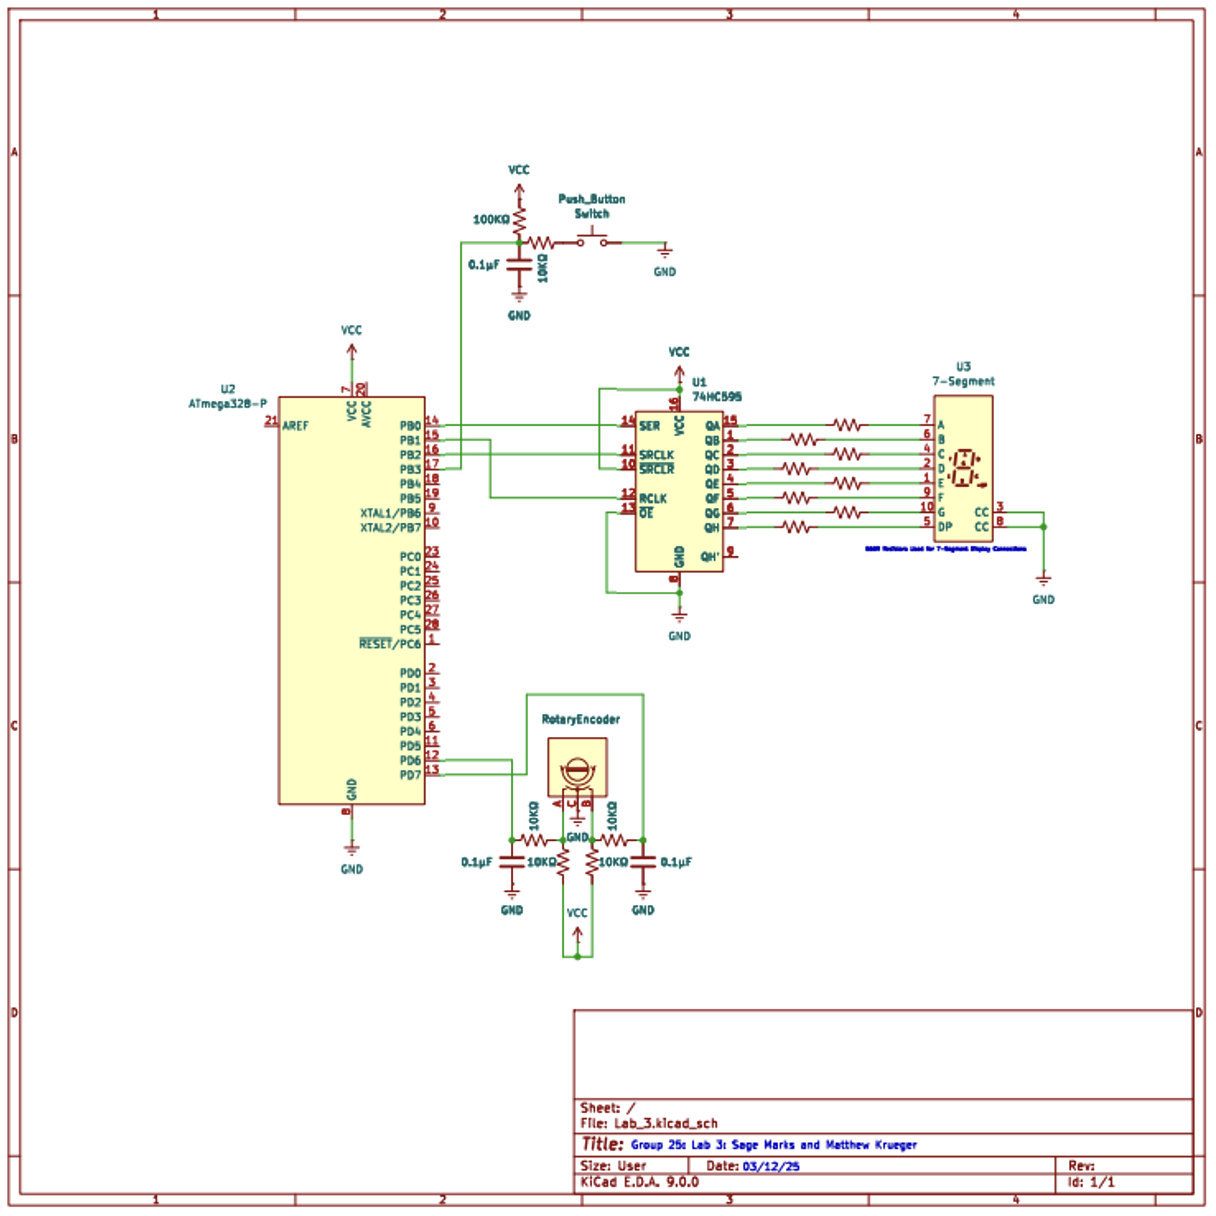 1 2 3 4
A A
VCC
Push_Button
Switch
100KΩ
0.1µF
10KΩ
GND
GND
VCC
VCC
U3
7-Segment
U2
ATmega328-P
U1
74HC595
7 20
VCC AVCC
21 AREF
PB0 14
PB1 15
PB2 16
PB3 17
PB4 18
PB5 19
XTAL1/PB6 9
XTAL2/PB7 10
PC0 23
PC1 24
PC2 25
PC3 26
PC4 27
PC5 28
RESET/PC6 1
PD0 2
PD1 3
PD2 4
PD3 5
PD4 6
PD5 11
PD6 12
PD7 13
GND
8
GND
B B
16
VCC
14 SER
11 SRCLK
10 SRCLR
12 RCLK
13 OE
QA 15
QB 1
QC 2
QD 3
QE 4
QF 5
QG 6
QH 7
QH' 9
GND
8
GND
7 A
6 B
4 C
2 D
1 E
9 F
10 G
5 DP
CC 3
CC 8
GND
C C
RotaryEncoder
A C B
GND
10KΩ
10KΩ
0.1µF
10KΩ
10KΩ
0.1µF
GND
GND
VCC
D D
Sheet: /
File: Lab_3.kicad_sch
Title: Group 25: Lab 3: Sage Marks and Matthew Krueger
Size: User
Date: 03/12/25
Rev:
KiCad E.D.A. 9.0.0
Id: 1/1
1 2 3 4